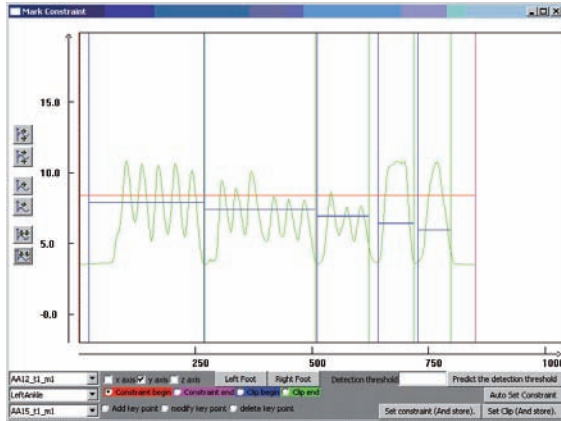 Mark Constraint
15.0
10.0
5.0
-0.0
250
500
750
1000
AA12_t1_m1
x axis y axis z axis
Left Foot Right Foot
Detection threshold
Predict the detection threshold
LeftAnkle
Constraint begin Constraint end Clip begin Clip end
Auto Set Constraint
AA15_t1_m1
Add key point modify key point delete key point
Set constraint (And store). Set Clip (And store).